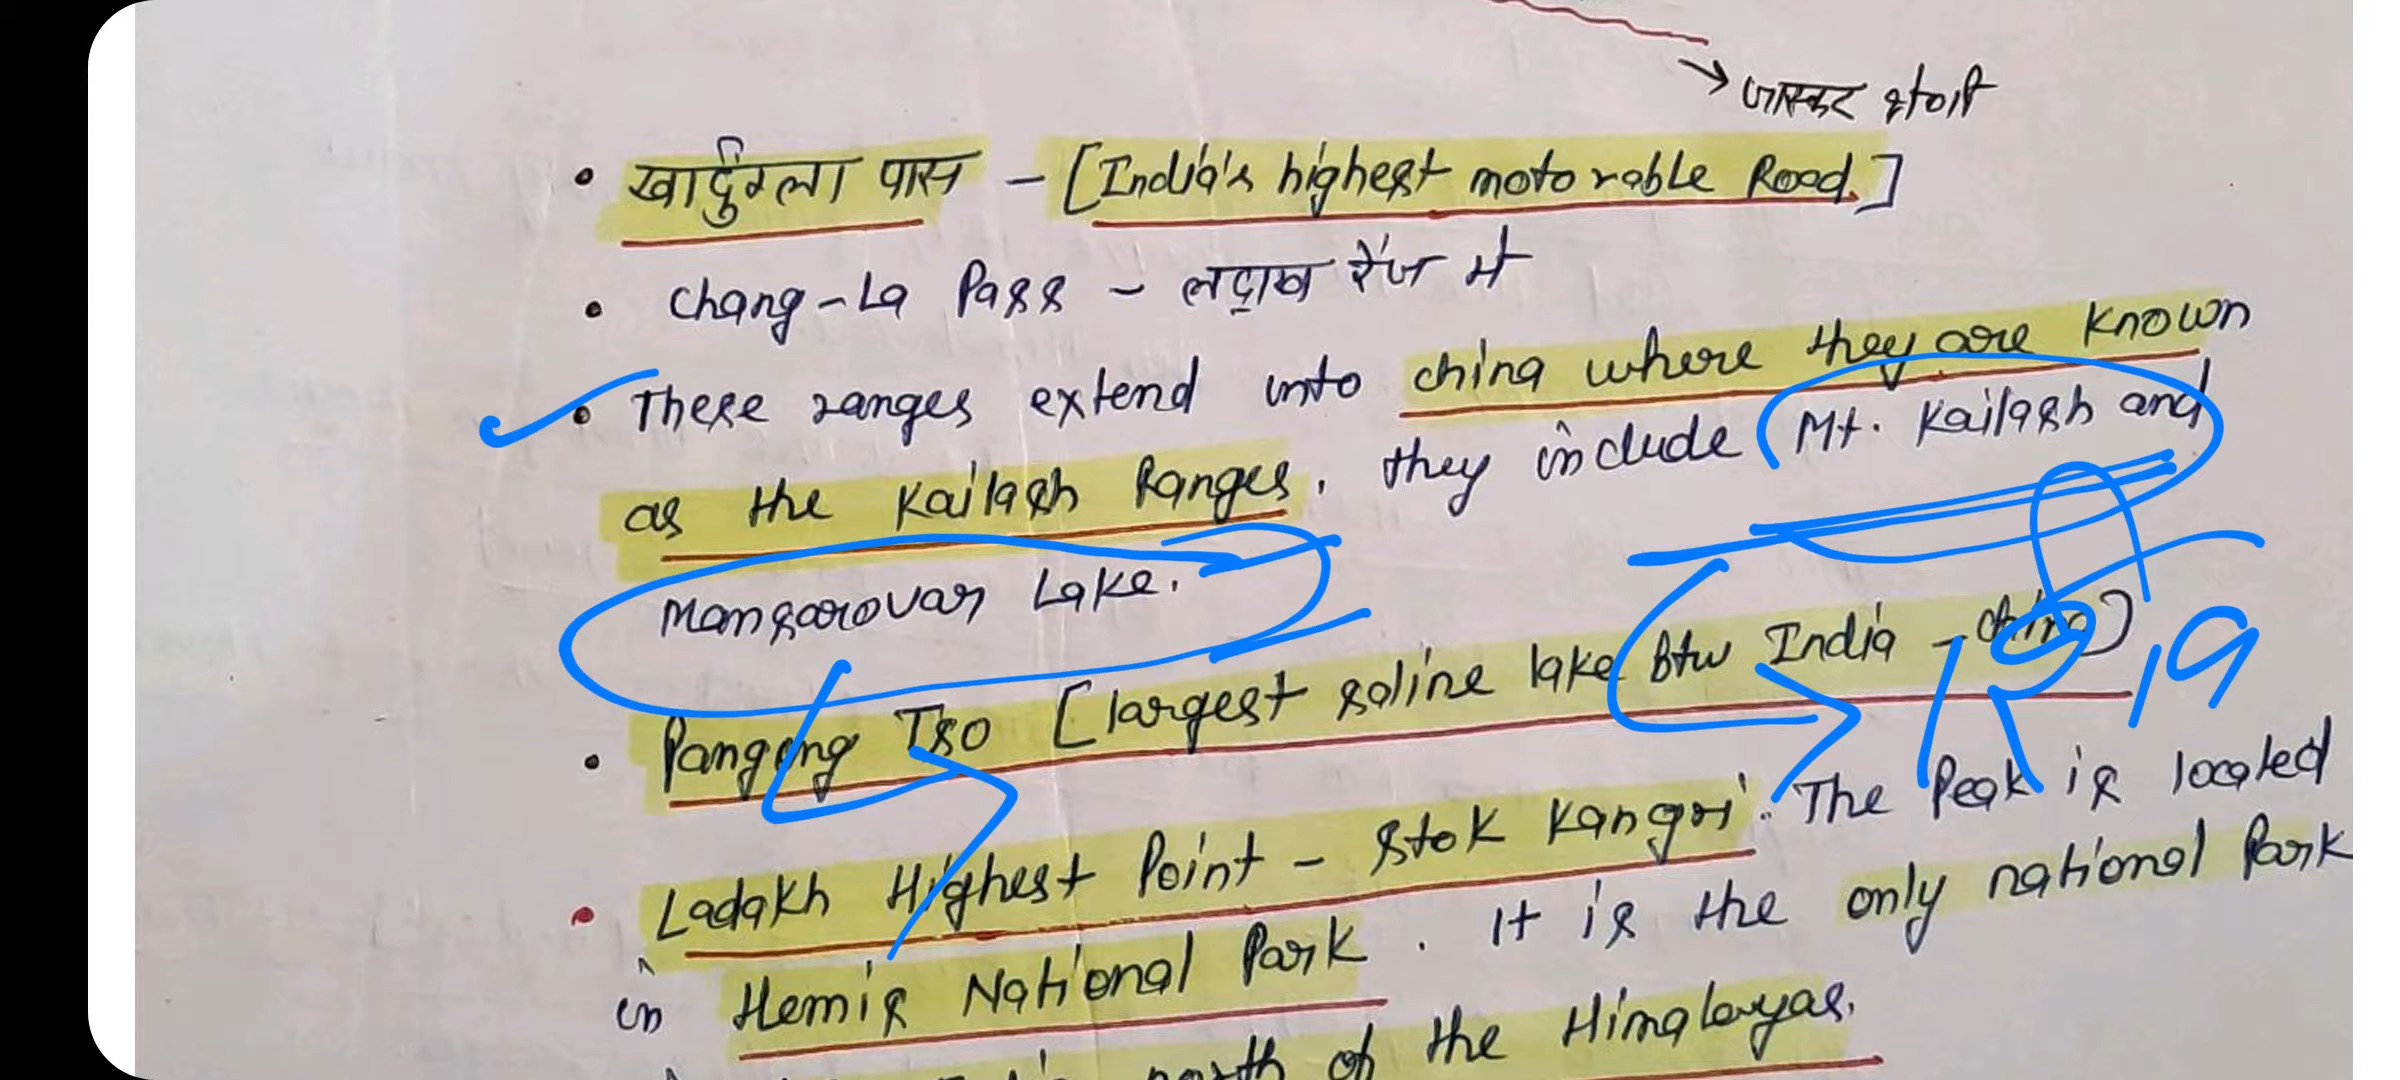 → जास्कर श्रेणी
• खार्दुंगला पास - [India's highest motorable Road.]
• Chang-La Pass - लद्दाख रेंज में
• These ranges extend into china where they are known
as the Kailash Ranges, they include Mt. Kailash and
Mansarovar Lake.
• Pangong Tso [largest saline lake btw India - China]
• Ladakh Highest Point - Stok Kangri. The Peak is located
in Hemis National Park. It is the only national Park
north of the Himalayas.